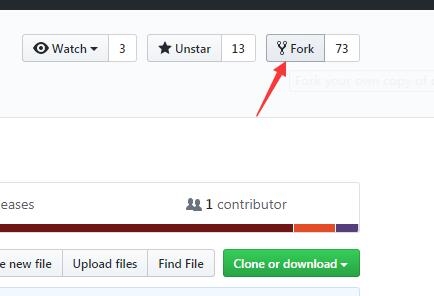 Watch 3 Unstar 13 Fork 73
Fork your own copy of
eases 1 contributor
e new file Upload files Find File Clone or download